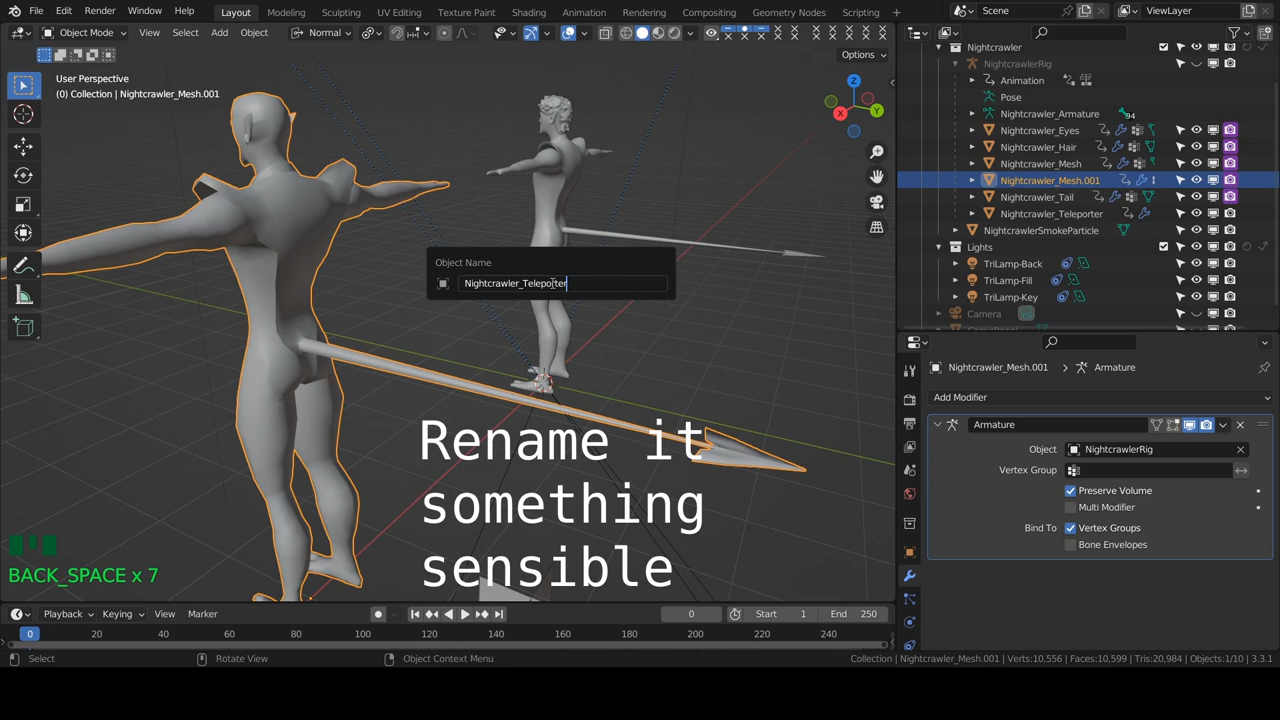 File Edit Render Window Help Layout Modeling Sculpting UV Editing Texture Paint Shading Animation Rendering Compositing Geometry Nodes Scripting Scene ViewLayer
Object Mode View Select Add Object Normal
Options
User Perspective
(0) Collection | Nightcrawler_Mesh.001
Z
Y
X
Object Name
Nightcrawler_Teleporter
Rename it
something
sensible
BACK_SPACE x 7
Nightcrawler
NightcrawlerRig
Animation
Pose
Nightcrawler_Armature 94
Nightcrawler_Eyes
Nightcrawler_Hair
Nightcrawler_Mesh
Nightcrawler_Mesh.001
Nightcrawler_Tail
Nightcrawler_Teleporter
NightcrawlerSmokeParticle
Lights
TriLamp-Back
TriLamp-Fill
TriLamp-Key
Camera
Nightcrawler_Mesh.001 > Armature
Add Modifier
Armature
Object NightcrawlerRig
Vertex Group
Preserve Volume
Multi Modifier
Bind To Vertex Groups
Bone Envelopes
Playback Keying View Marker 0 Start 1 End 250
0 20 40 60 80 100 120 140 160 180 200 220 240
Select Rotate View Object Context Menu Collection | Nightcrawler_Mesh.001 | Verts:10,556 | Faces:10,599 | Tris:20,984 | Objects:1/10 | 3.3.1